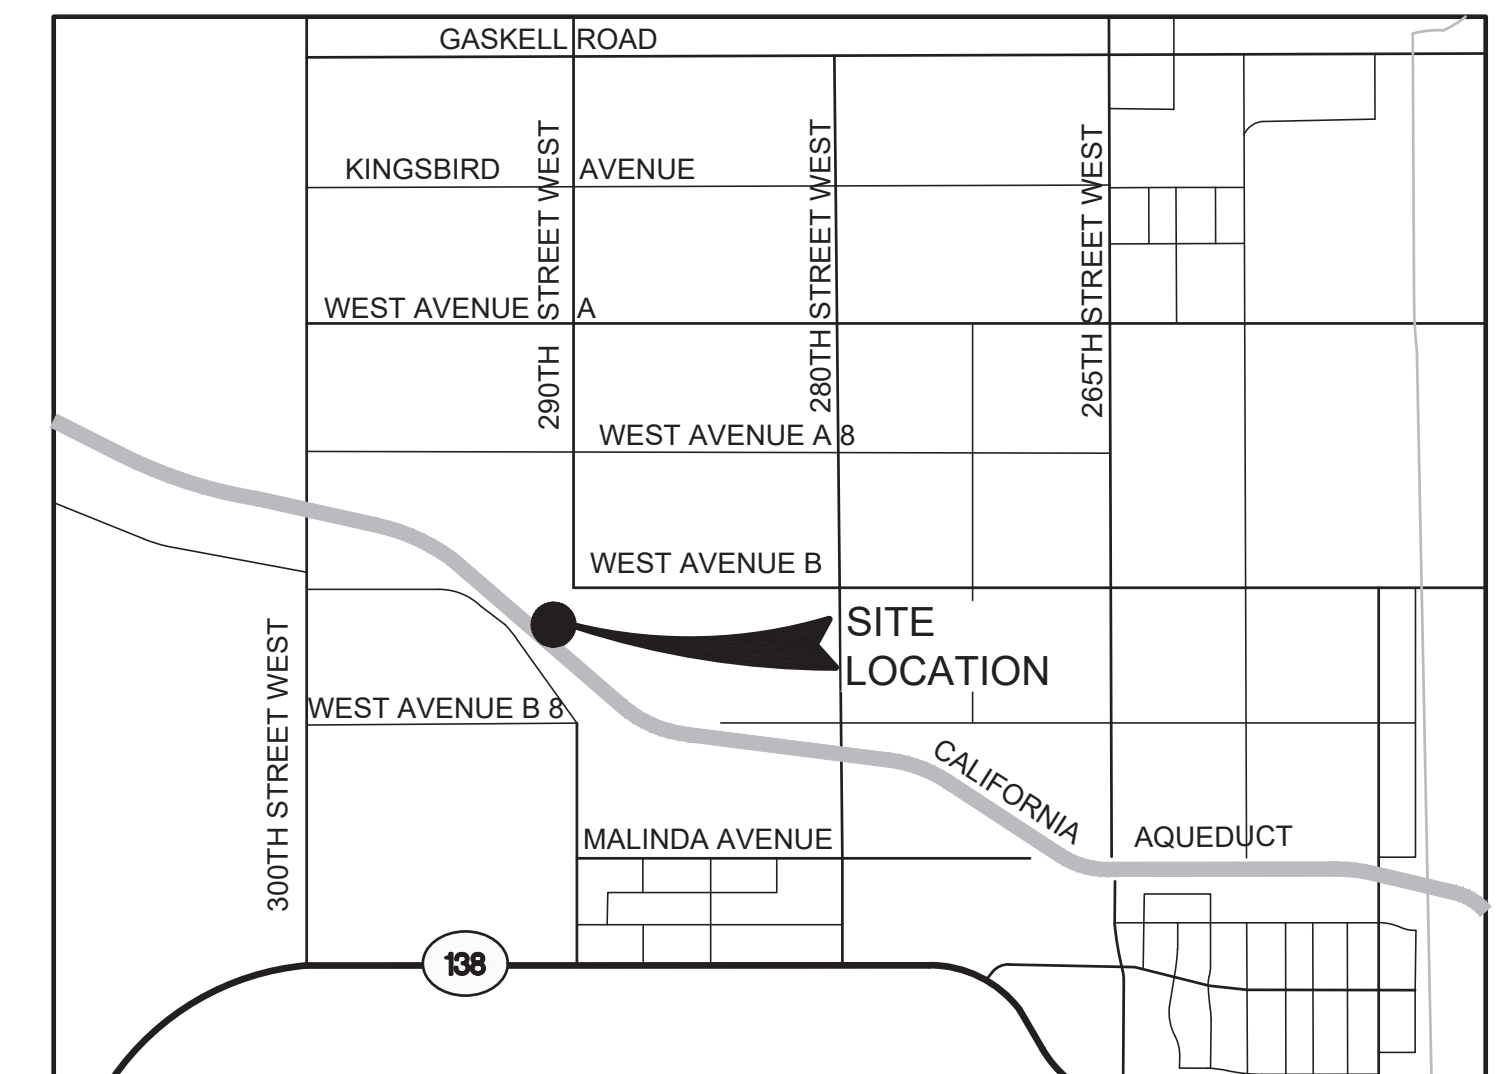 GASKELL ROAD
KINGSBIRD AVENUE
WEST AVENUE A
290TH STREET WEST
280TH STREET WEST
265TH STREET WEST
WEST AVENUE A 8
WEST AVENUE B
SITE
LOCATION
300TH STREET WEST
WEST AVENUE B 8
CALIFORNIA AQUEDUCT
MALINDA AVENUE
138